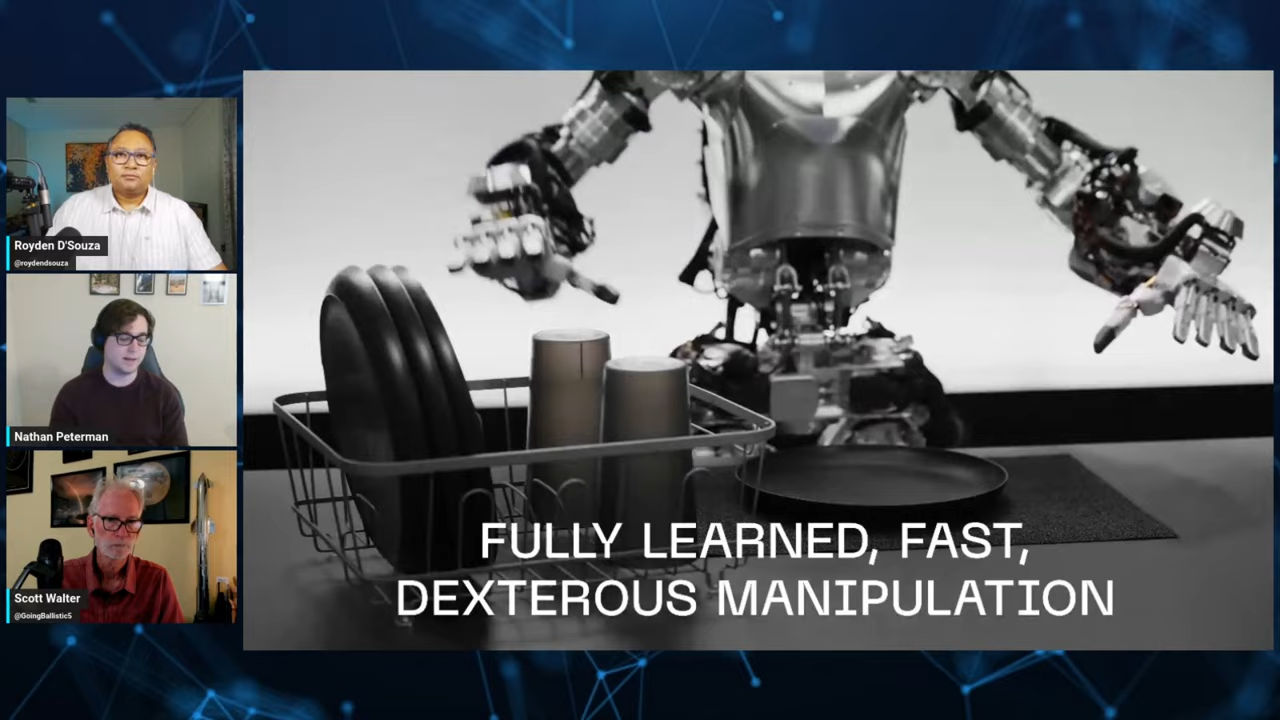 Royden D'Souza
@roydendsouza
Nathan Peterman
Scott Walter
@GoingBallistic5
FULLY LEARNED, FAST,
DEXTEROUS MANIPULATION